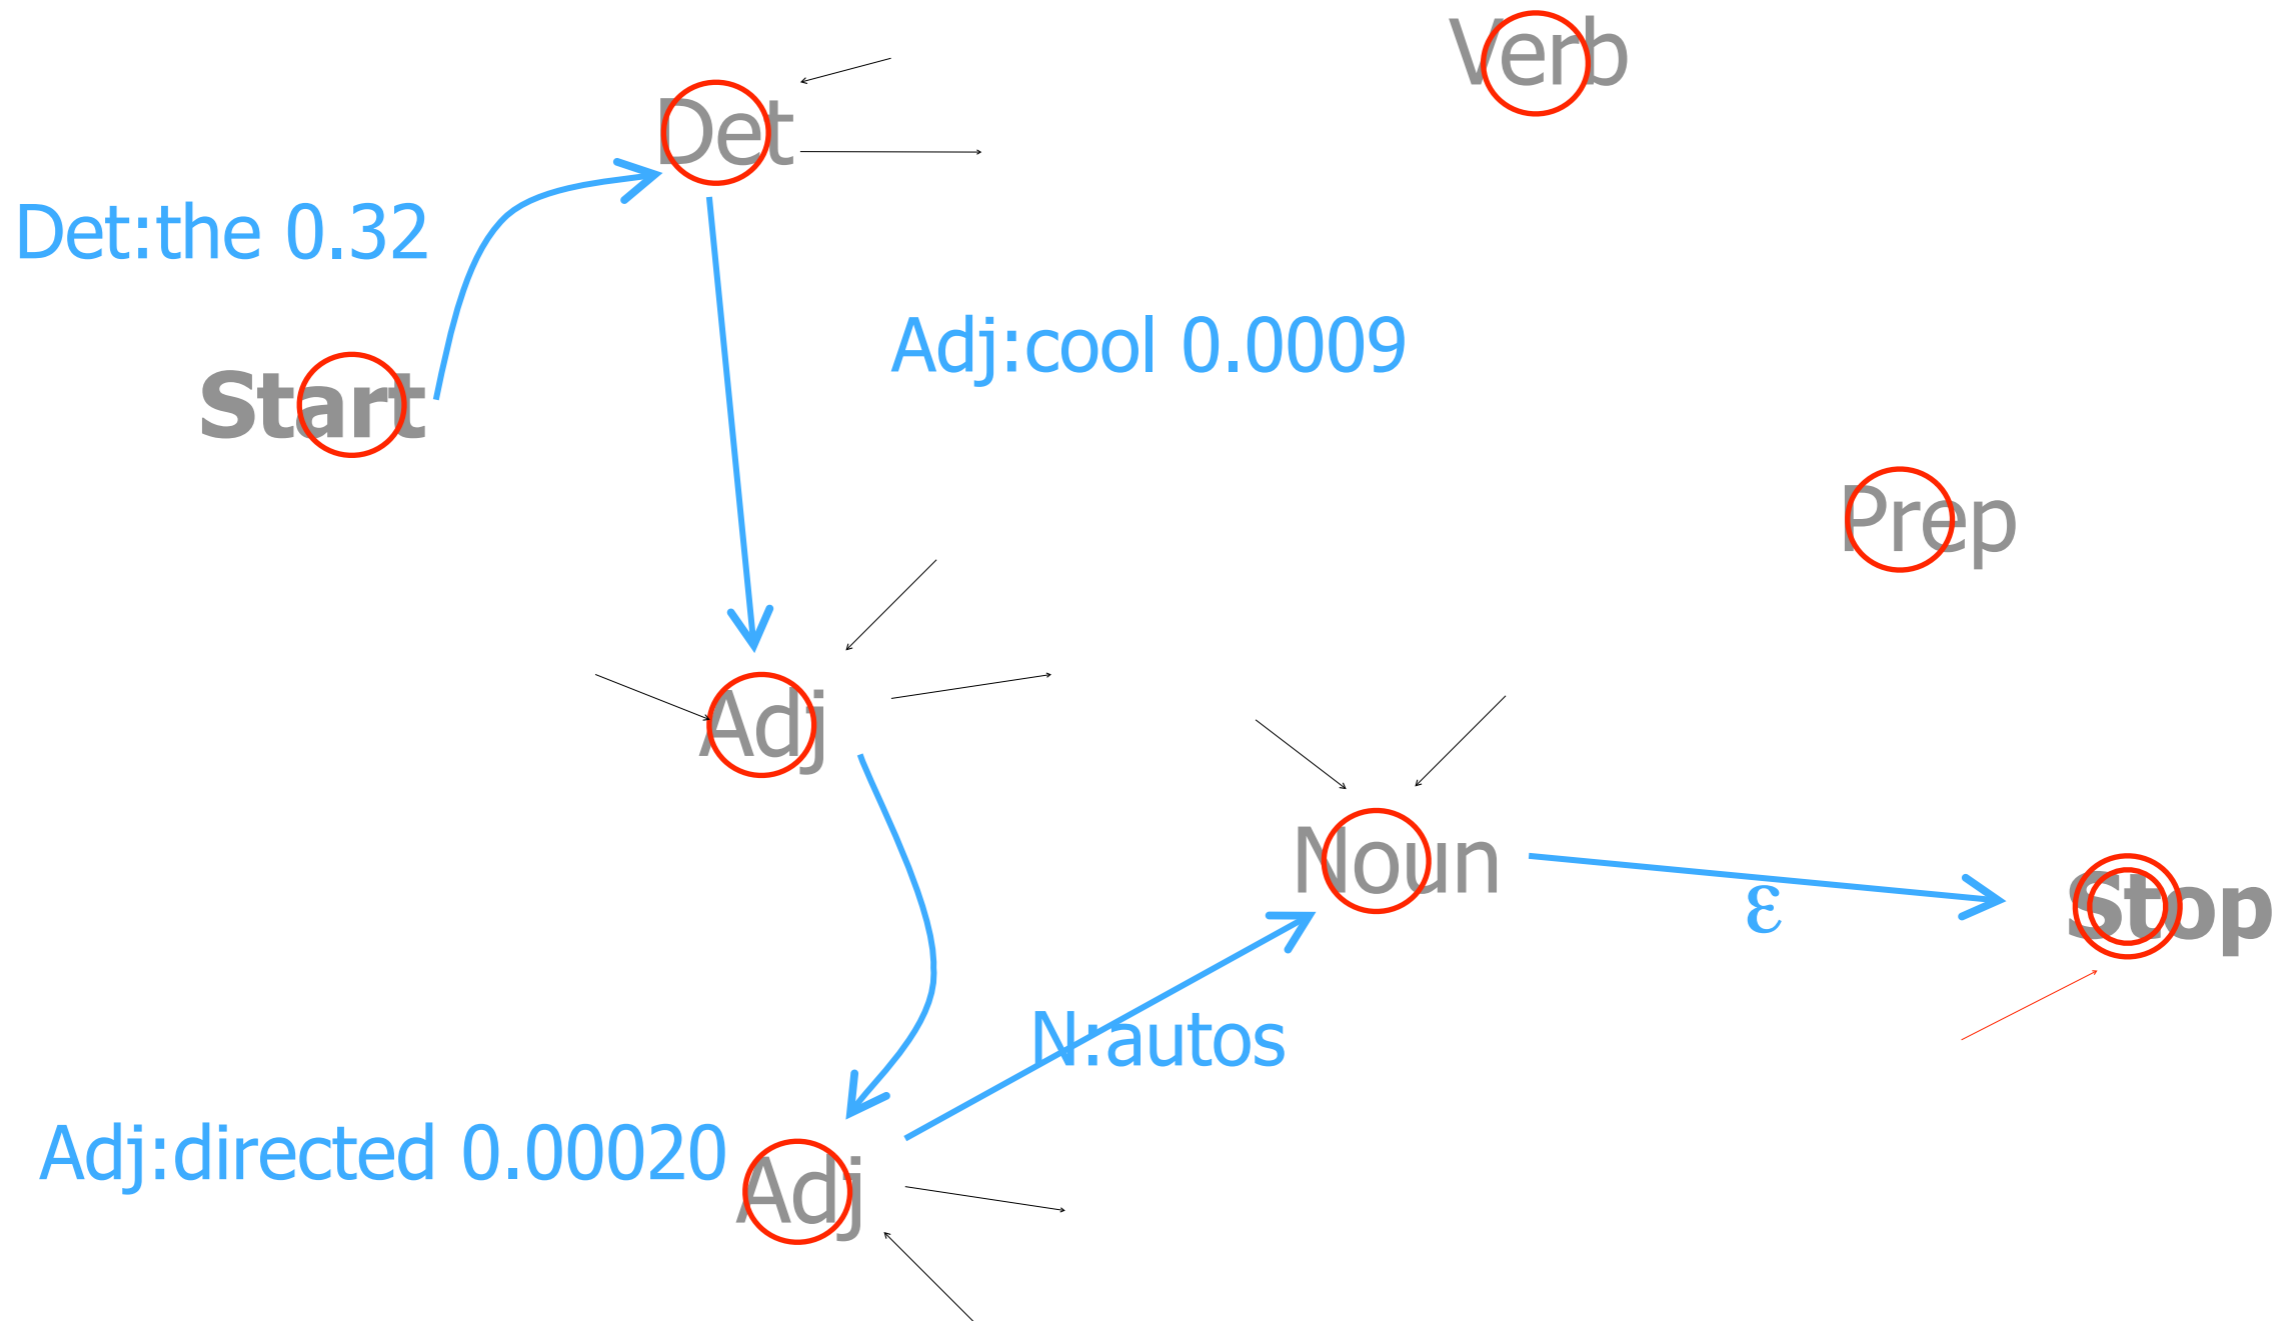 Verb
Det
Det:the 0.32
Adj:cool 0.0009
Start
Prep
Adj
Noun
ε
Stop
N:autos
Adj:directed 0.00020
Adj